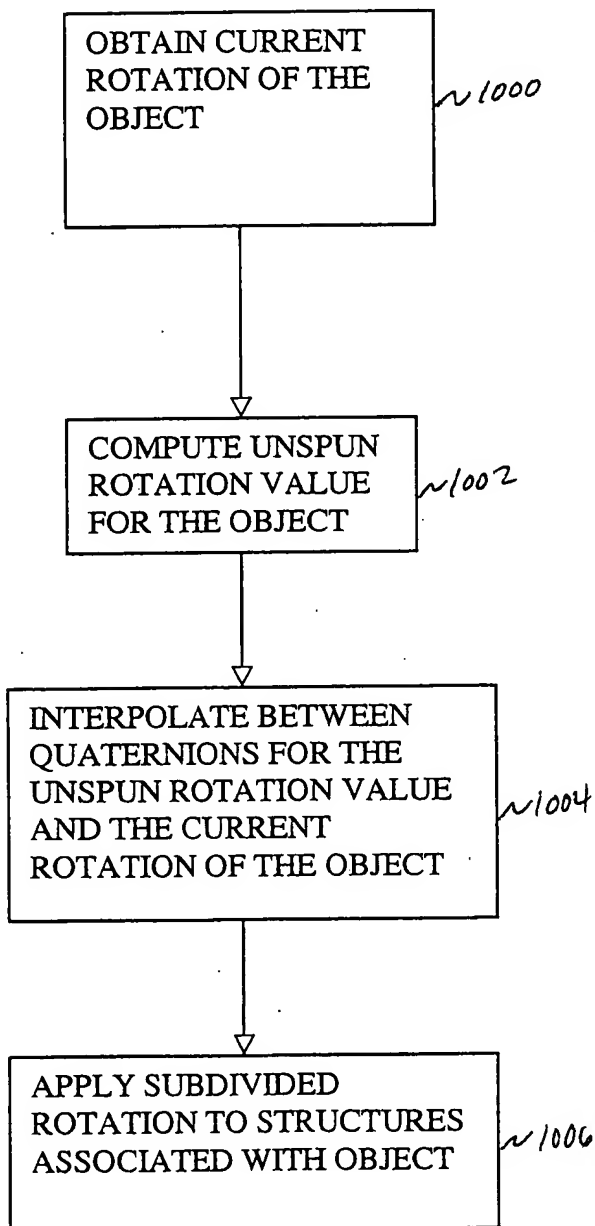 OBTAIN CURRENT
ROTATION OF THE
OBJECT
~1000
COMPUTE UNSPUN
ROTATION VALUE
FOR THE OBJECT
~1002
INTERPOLATE BETWEEN
QUATERNIONS FOR THE
UNSPUN ROTATION VALUE
AND THE CURRENT
ROTATION OF THE OBJECT
~1004
APPLY SUBDIVIDED
ROTATION TO STRUCTURES
ASSOCIATED WITH OBJECT
~1006